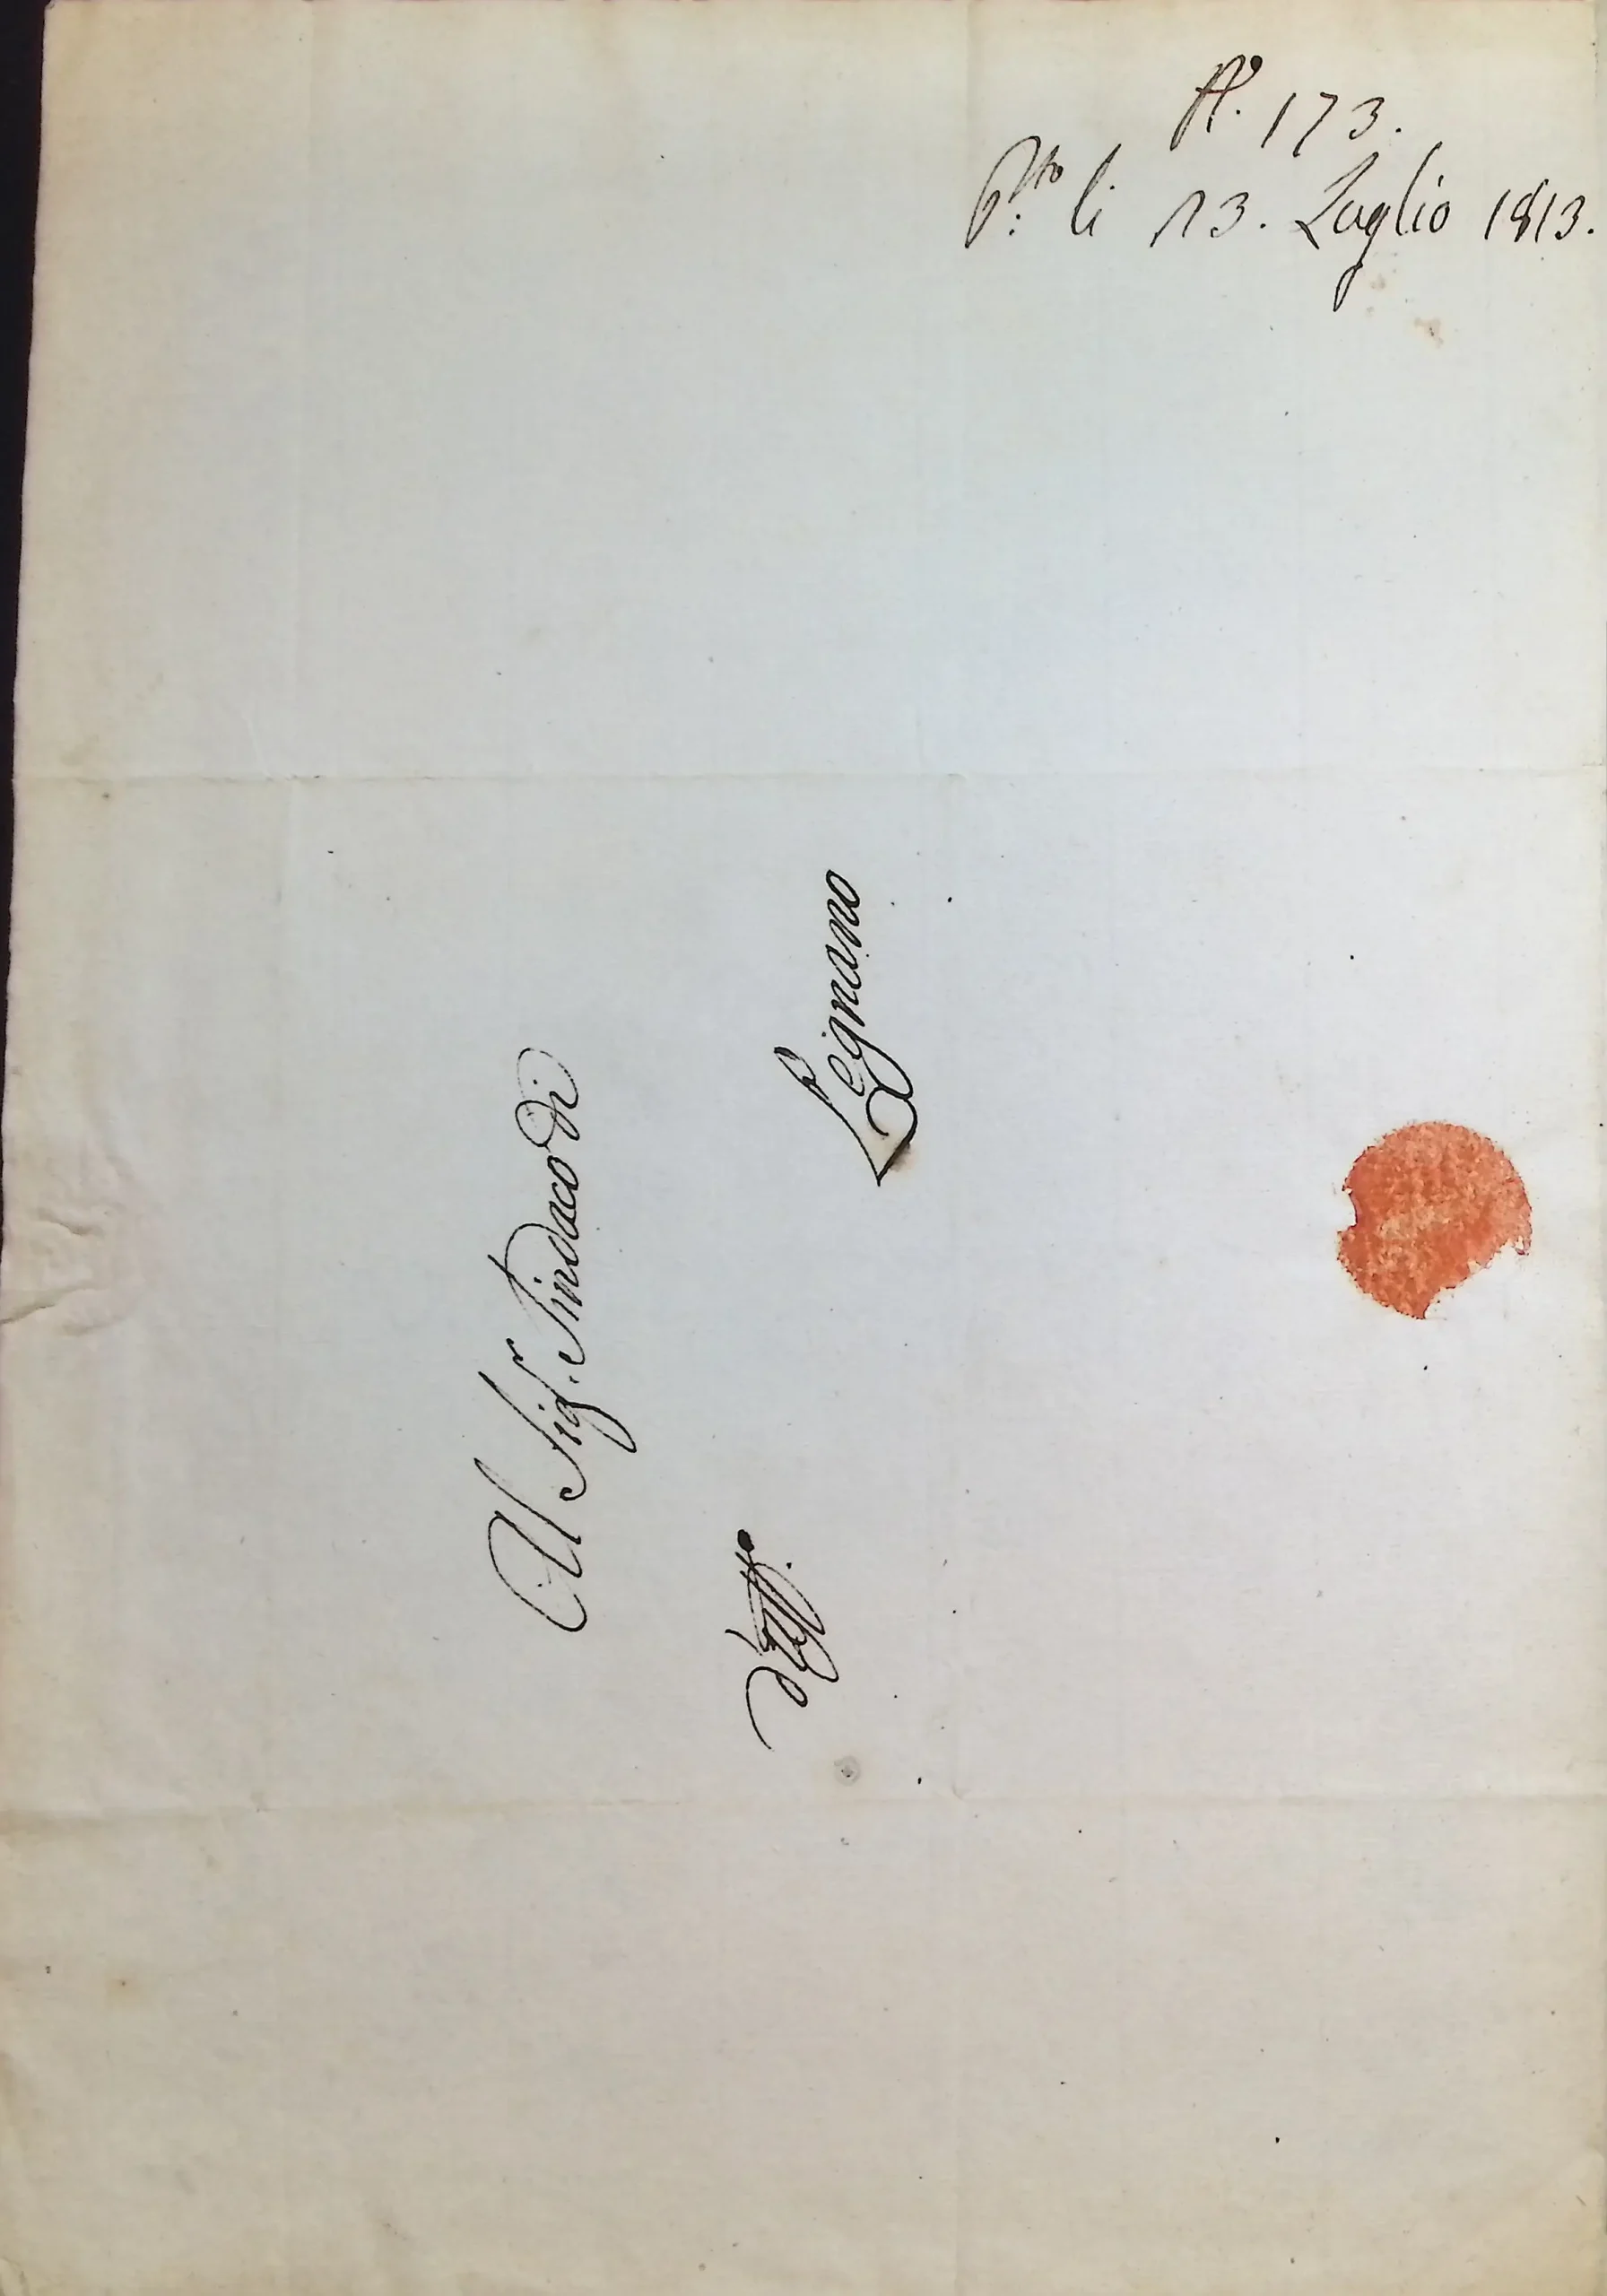 N.o 173.
P.to li 13. Luglio 1813.
Al Sig.r Sindaco di
Legnano